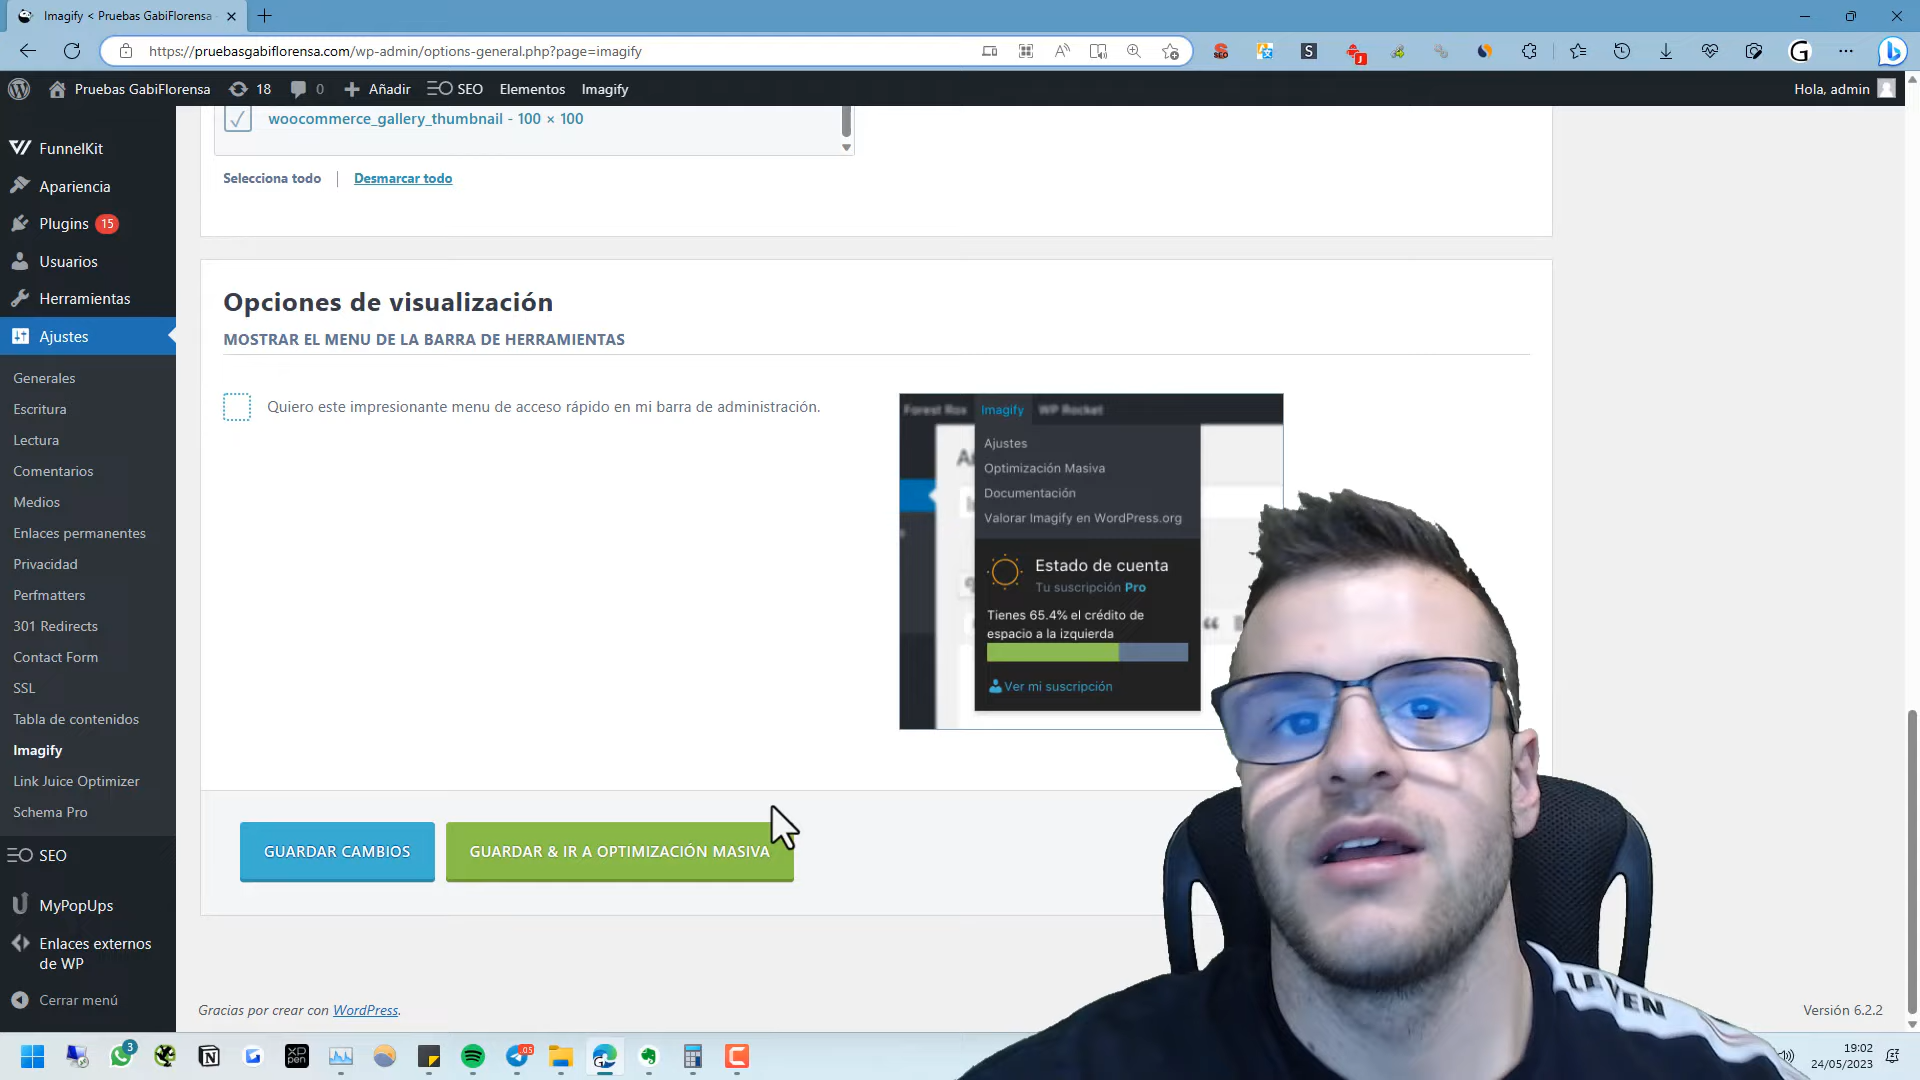 Imagify < Pruebas GabiFlorensa
https://pruebasgabiflorensa.com/wp-admin/options-general.php?page=imagify
Pruebas GabiFlorensa 18 0 Añadir SEO Elementos Imagify Hola, admin
woocommerce_gallery_thumbnail - 100 × 100
Selecciona todo | Desmarcar todo
FunnelKit
Apariencia
Plugins 15
Usuarios
Herramientas
Ajustes
Generales
Escritura
Lectura
Comentarios
Medios
Enlaces permanentes
Privacidad
Perfmatters
301 Redirects
Contact Form
SSL
Tabla de contenidos
Imagify
Link Juice Optimizer
Schema Pro
SEO
MyPopUps
Enlaces externos
de WP
Cerrar menú
Opciones de visualización
MOSTRAR EL MENU DE LA BARRA DE HERRAMIENTAS
Quiero este impresionante menu de acceso rápido en mi barra de administración.
Forest Rox Imagify WP Rocket
Ajustes
Optimización Masiva
Documentación
Valorar Imagify en WordPress.org
Estado de cuenta
Tu suscripción Pro
Tienes 65.4% el crédito de
espacio a la izquierda
Ver mi suscripción
GUARDAR CAMBIOS
GUARDAR & IR A OPTIMIZACIÓN MASIVA
Gracias por crear con WordPress.
Versión 6.2.2
LEVEN
19:02
24/05/2023